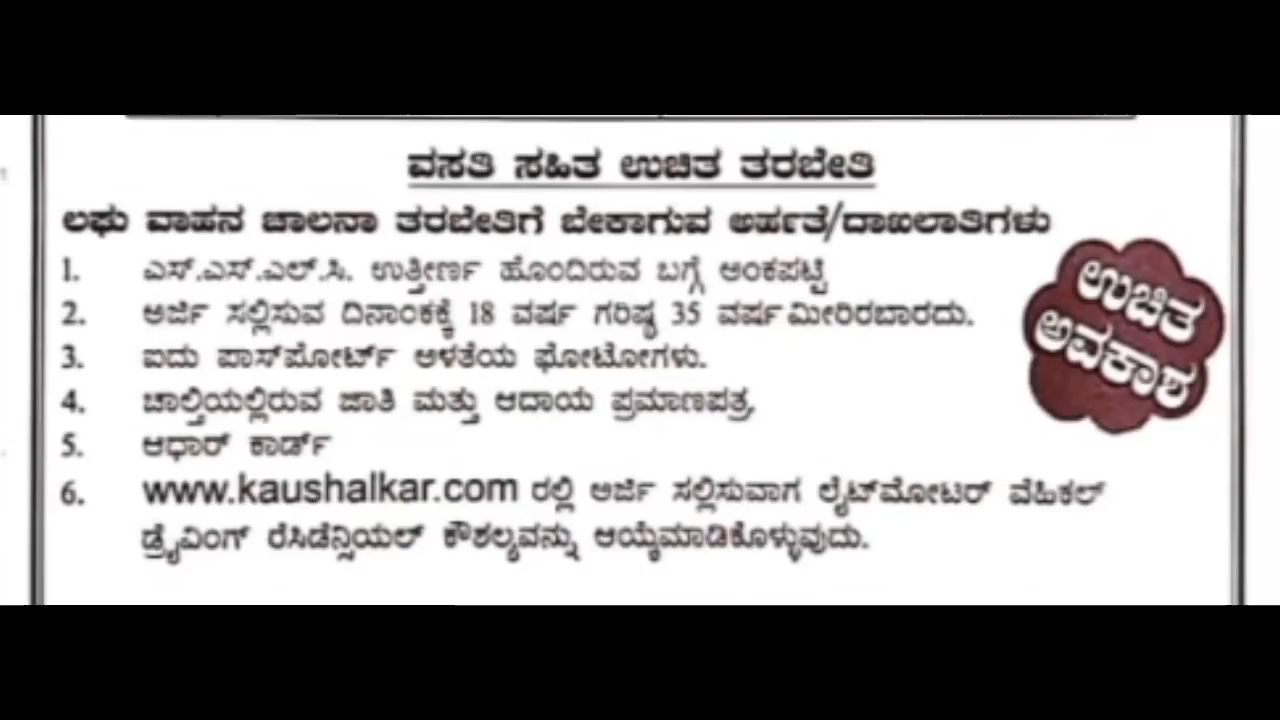 ವಸತಿ ಸಹಿತ ಉಚಿತ ತರಬೇತಿ
ಲಘು ವಾಹನ ಚಾಲನಾ ತರಬೇತಿಗೆ ಬೇಕಾಗುವ ಅರ್ಹತೆ/ದಾಖಲಾತಿಗಳು
1. ಎಸ್.ಎಸ್.ಎಲ್.ಸಿ. ಉತ್ತೀರ್ಣ ಹೊಂದಿರುವ ಬಗ್ಗೆ ಅಂಕಪಟ್ಟಿ
2. ಅರ್ಜಿ ಸಲ್ಲಿಸುವ ದಿನಾಂಕಕ್ಕೆ 18 ವರ್ಷ ಗರಿಷ್ಠ 35 ವರ್ಷಮೀರಿರಬಾರದು.
3. ಐದು ಪಾಸ್‌ಪೋರ್ಟ್ ಅಳತೆಯ ಫೋಟೋಗಳು.
4. ಚಾಲ್ತಿಯಲ್ಲಿರುವ ಜಾತಿ ಮತ್ತು ಆದಾಯ ಪ್ರಮಾಣಪತ್ರ
5. ಆಧಾರ್ ಕಾರ್ಡ್
6. www.kaushalkar.com ರಲ್ಲಿ ಅರ್ಜಿ ಸಲ್ಲಿಸುವಾಗ ಲೈಟ್‌ಮೋಟರ್ ವೆಹಿಕಲ್
ಡ್ರೈವಿಂಗ್ ರೆಸಿಡೆನ್ಸಿಯಲ್ ಕೌಶಲ್ಯವನ್ನು ಆಯ್ಕೆಮಾಡಿಕೊಳ್ಳುವುದು.
ಉಚಿತ
ಅವಕಾಶ